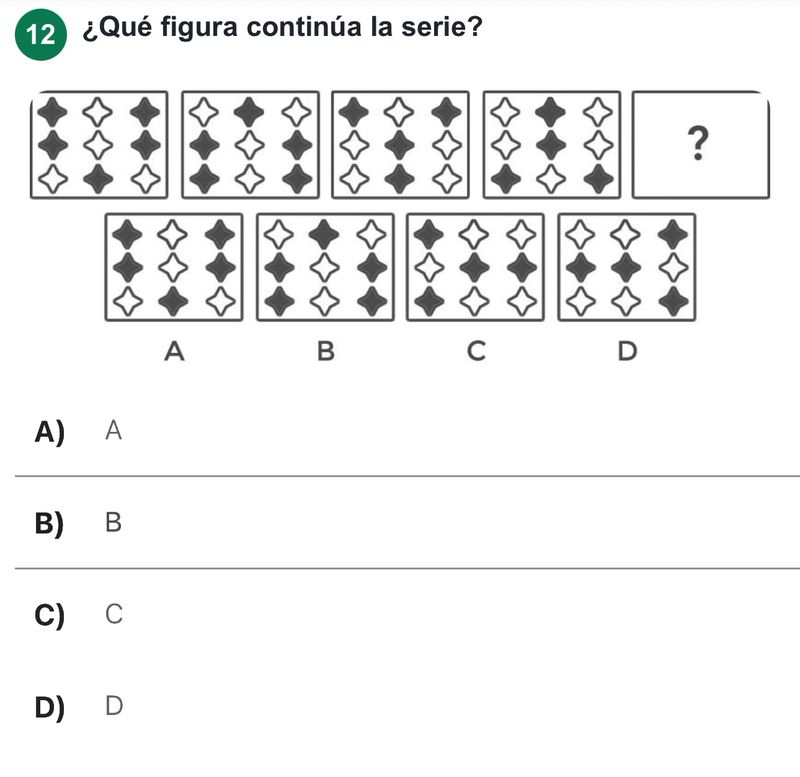 12 ¿Qué figura continúa la serie?
?
A B C D
A) A
B) B
C) C
D) D